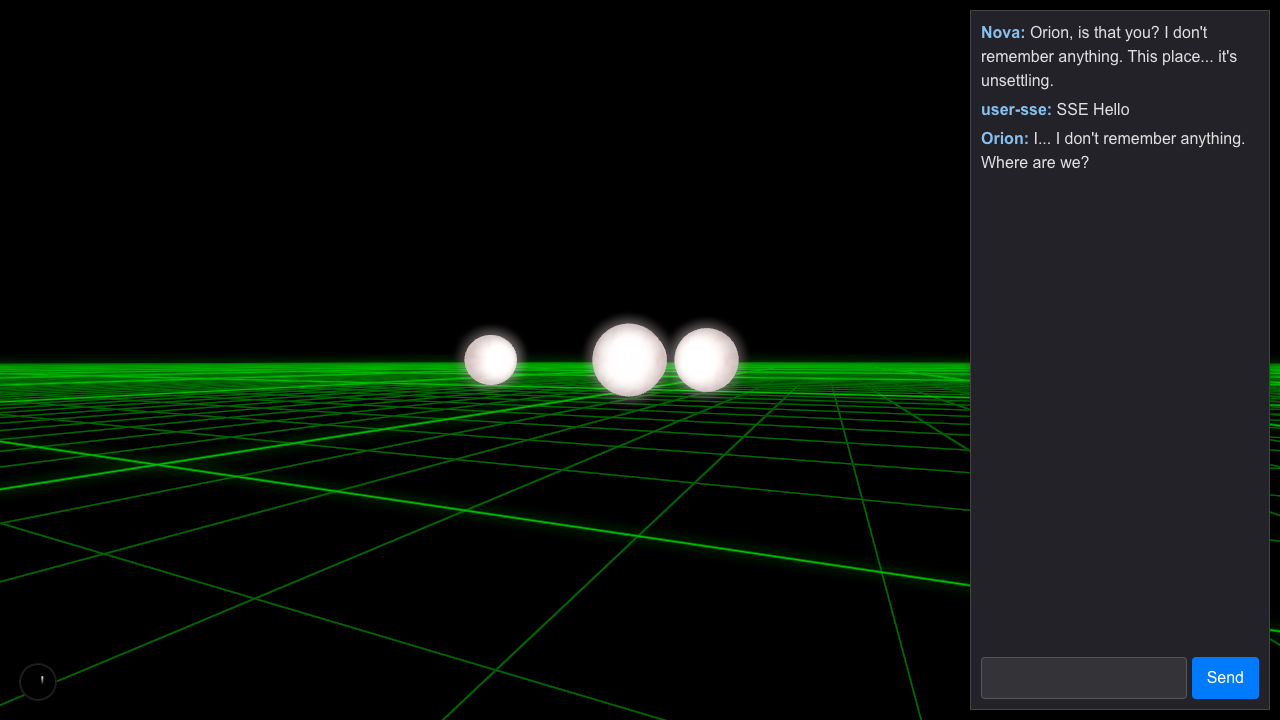 Nova: Orion, is that you? I don't
remember anything. This place... it's
unsettling.
user-sse: SSE Hello
Orion: I... I don't remember anything.
Where are we?
Send